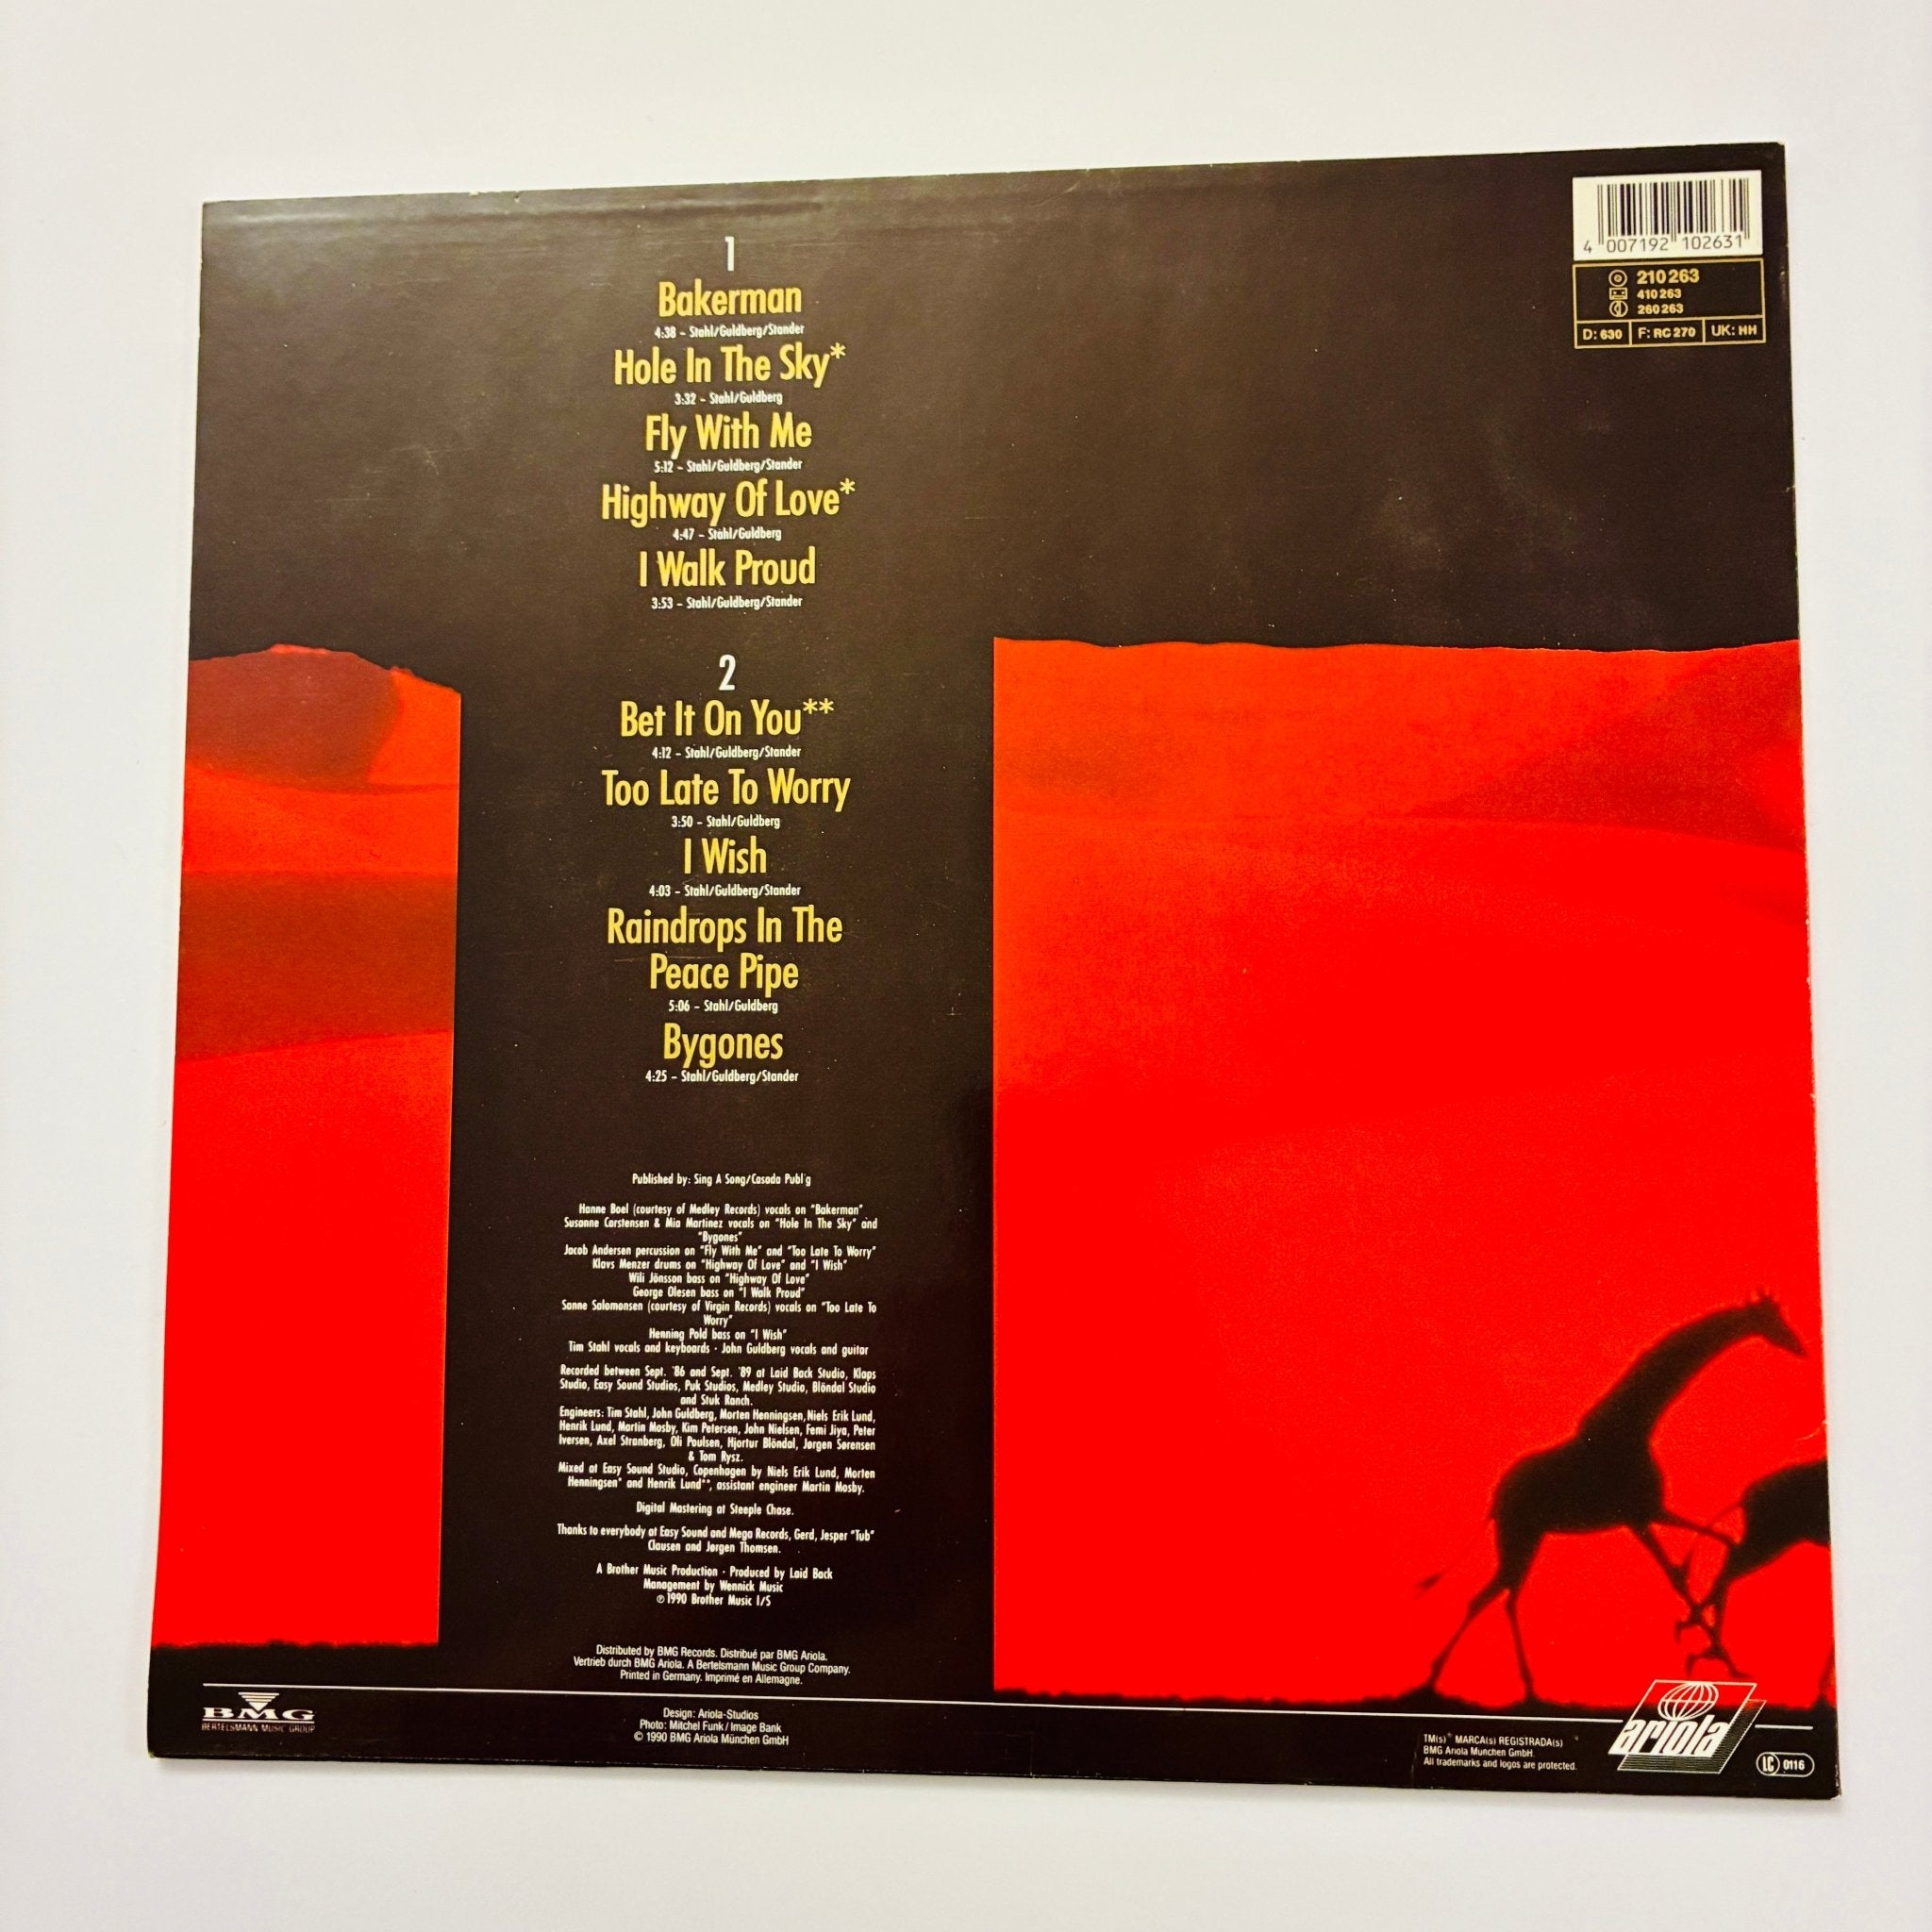 1
Bakerman
4:38 – Stahl/Guldberg/Stander
Hole In The Sky*
3:32 – Stahl/Guldberg
Fly With Me
5:12 – Stahl/Guldberg/Stander
Highway Of Love*
4:47 – Stahl/Guldberg
I Walk Proud
3:53 – Stahl/Guldberg/Stander
2
Bet It On You**
4:12 – Stahl/Guldberg/Stander
Too Late To Worry
3:50 – Stahl/Guldberg
I Wish
4:03 – Stahl/Guldberg/Stander
Raindrops In The
Peace Pipe
5:06 – Stahl/Guldberg
Bygones
4:25 – Stahl/Guldberg/Stander
Published by: Sing A Song/Casada Publ'g
Hanne Boel (courtesy of Medley Records) vocals on "Bakerman"
Susanne Carstensen & Mia Martinez vocals on "Hole In The Sky" and
"Bygones"
Jacob Andersen percussion on "Fly With Me" and "Too Late To Worry"
Klavs Menzer drums on "Highway Of Love" and "I Wish"
Wili Jönsson bass on "Highway Of Love"
George Olesen bass on "I Walk Proud"
Sanne Salomonsen (courtesy of Virgin Records) vocals on "Too Late To
Worry"
Henning Pold bass on "I Wish"
Tim Stahl vocals and keyboards · John Guldberg vocals and guitar
Recorded between Sept. '86 and Sept. '89 at Laid Back Studio, Klaps
Studio, Easy Sound Studios, Puk Studios, Medley Studio, Blöndal Studio
and Stuk Ranch.
Engineers: Tim Stahl, John Guldberg, Morten Henningsen, Niels Erik Lund,
Henrik Lund, Martin Mosby, Kim Petersen, John Nielsen, Femi Jiya, Peter
Iversen, Axel Stranberg, Oli Poulsen, Hjortur Blöndal, Jørgen Sørensen
& Tom Rysz.
Mixed at Easy Sound Studio, Copenhagen by Niels Erik Lund, Morten
Henningsen* and Henrik Lund**, assistant engineer Martin Mosby.
Digital Mastering at Steeple Chase.
Thanks to everybody at Easy Sound and Mega Records, Gerd, Jesper "Tub"
Clausen and Jørgen Thomsen.
A Brother Music Production · Produced by Laid Back
Management by Wennick Music
℗ 1990 Brother Music I/S
Distributed by BMG Records. Distribué par BMG Ariola.
Vertrieb durch BMG Ariola. A Bertelsmann Music Group Company.
Printed in Germany. Imprimé en Allemagne.
Design: Ariola-Studios
Photo: Mitchel Funk / Image Bank
© 1990 BMG Ariola München GmbH
BMG
BERTELSMANN MUSIC GROUP
4 007192 102631
210 263
410 263
260 263
D: 630 F: RC 270 UK: HH
TM(s) ® MARCA(s) REGISTRADA(s)
BMG Ariola München GmbH.
All trademarks and logos are protected.
ariola
LC 0116